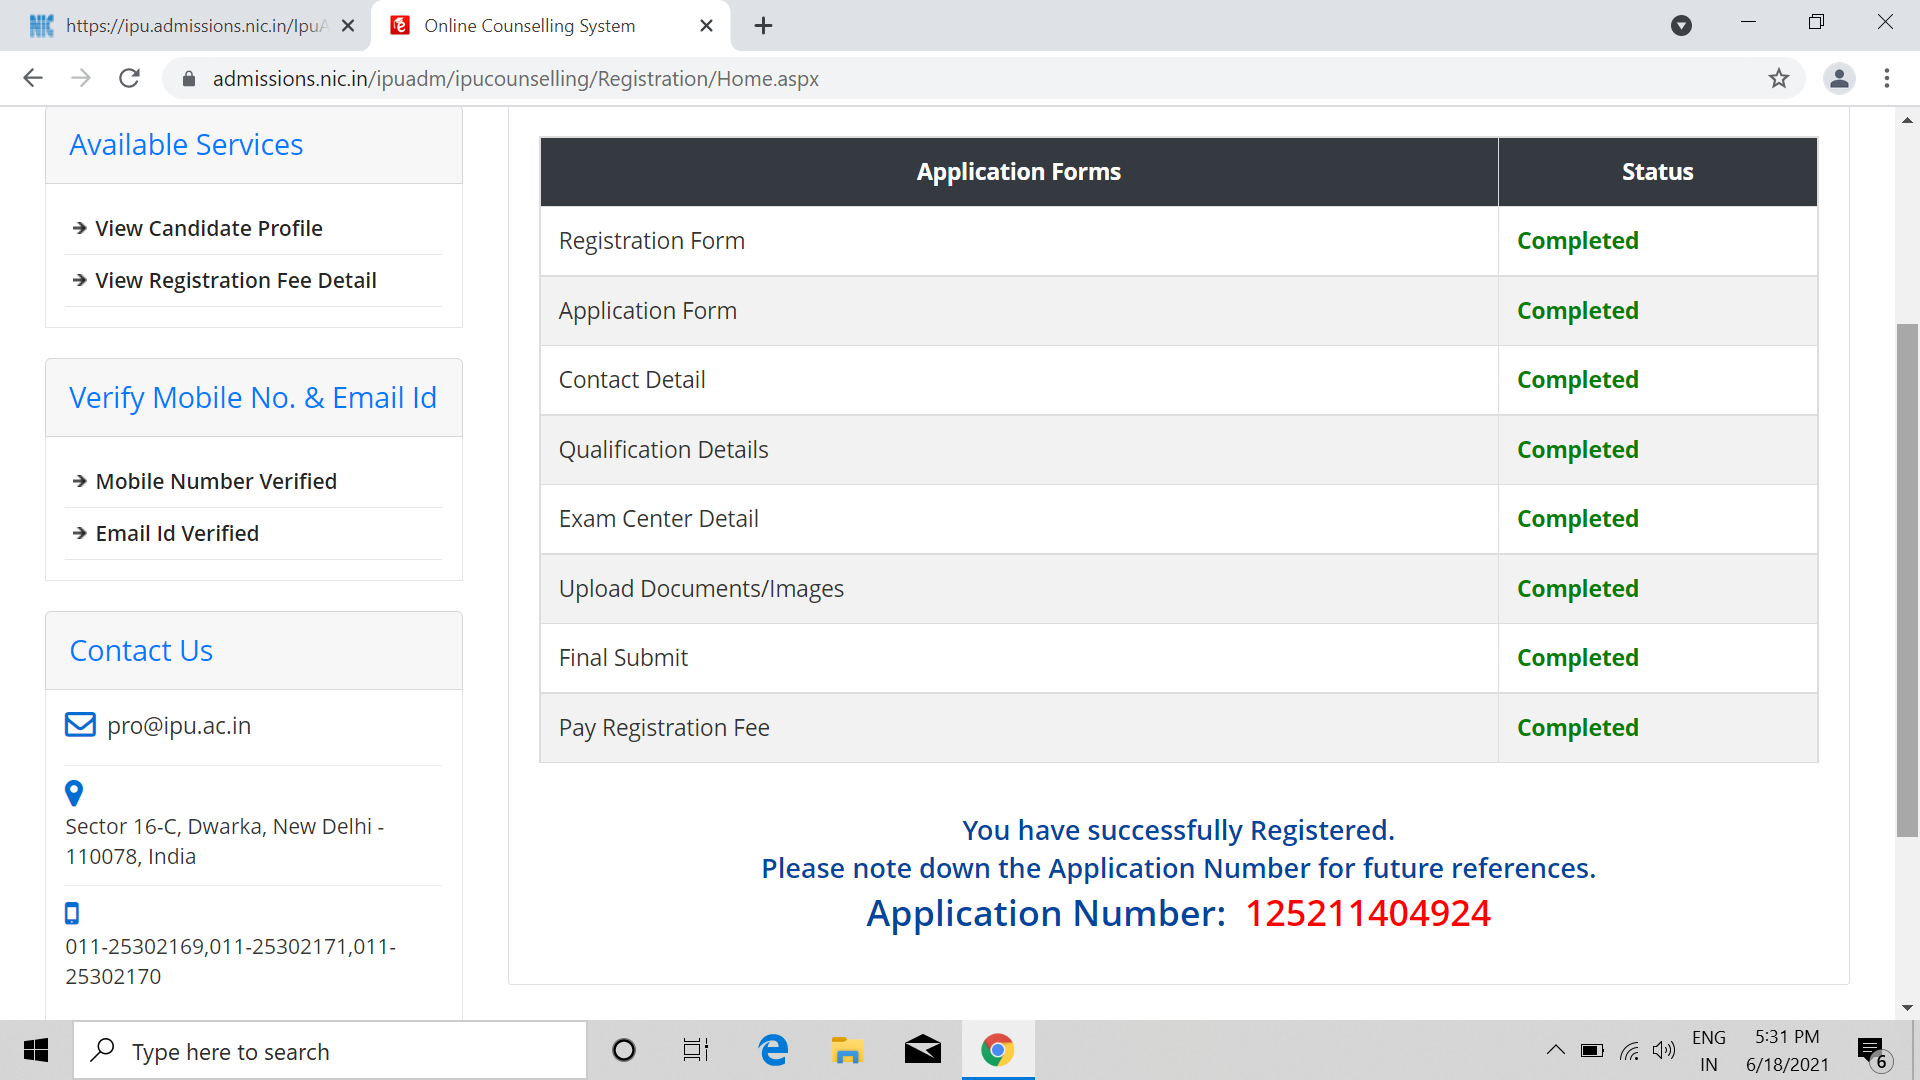 https://ipu.admissions.nic.in/IpuA
Online Counselling System
admissions.nic.in/ipuadm/ipucounselling/Registration/Home.aspx
Available Services
View Candidate Profile
View Registration Fee Detail
Verify Mobile No. & Email Id
Mobile Number Verified
Email Id Verified
Contact Us
pro@ipu.ac.in
Sector 16-C, Dwarka, New Delhi -
110078, India
011-25302169,011-25302171,011-
25302170
Application Forms Status
Registration Form Completed
Application Form Completed
Contact Detail Completed
Qualification Details Completed
Exam Center Detail Completed
Upload Documents/Images Completed
Final Submit Completed
Pay Registration Fee Completed
You have successfully Registered.
Please note down the Application Number for future references.
Application Number: 125211404924
Type here to search
ENG
IN
5:31 PM
6/18/2021
6